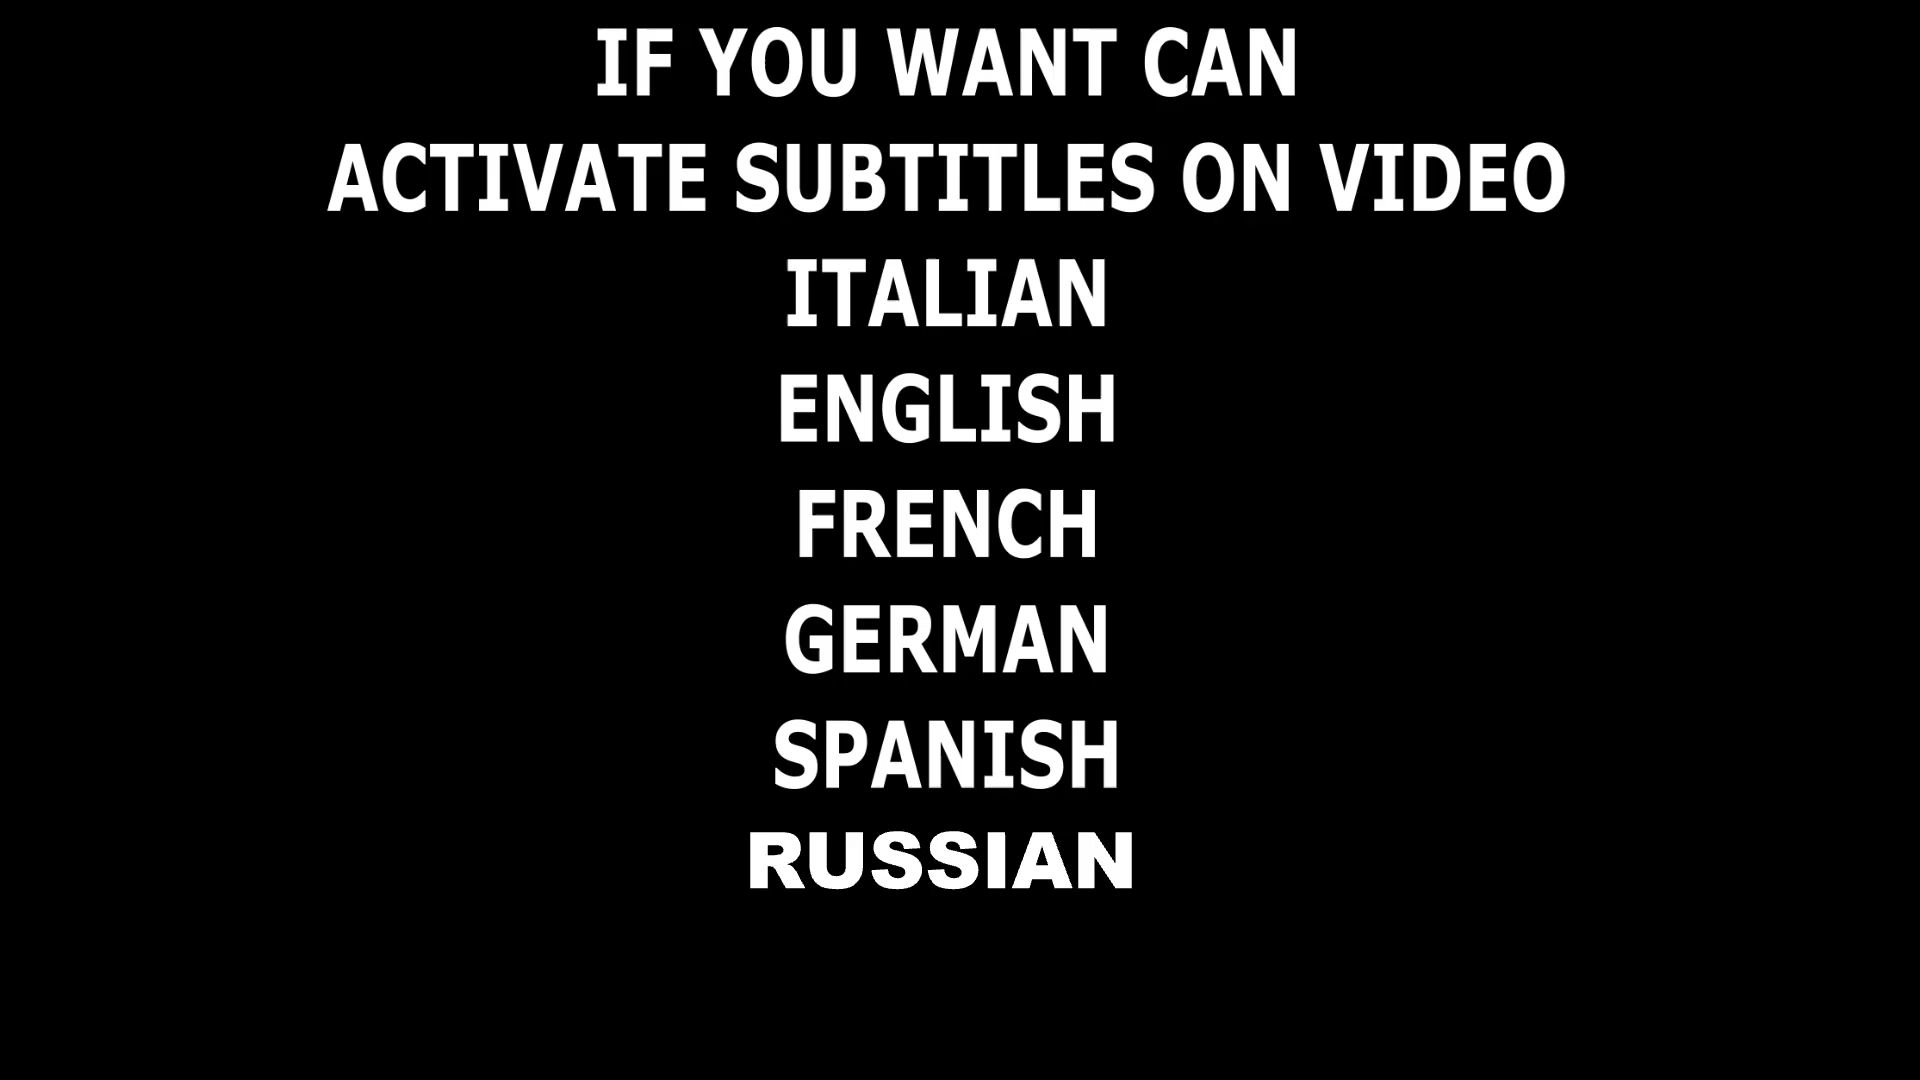 IF YOU WANT CAN
ACTIVATE SUBTITLES ON VIDEO
ITALIAN
ENGLISH
FRENCH
GERMAN
SPANISH
RUSSIAN